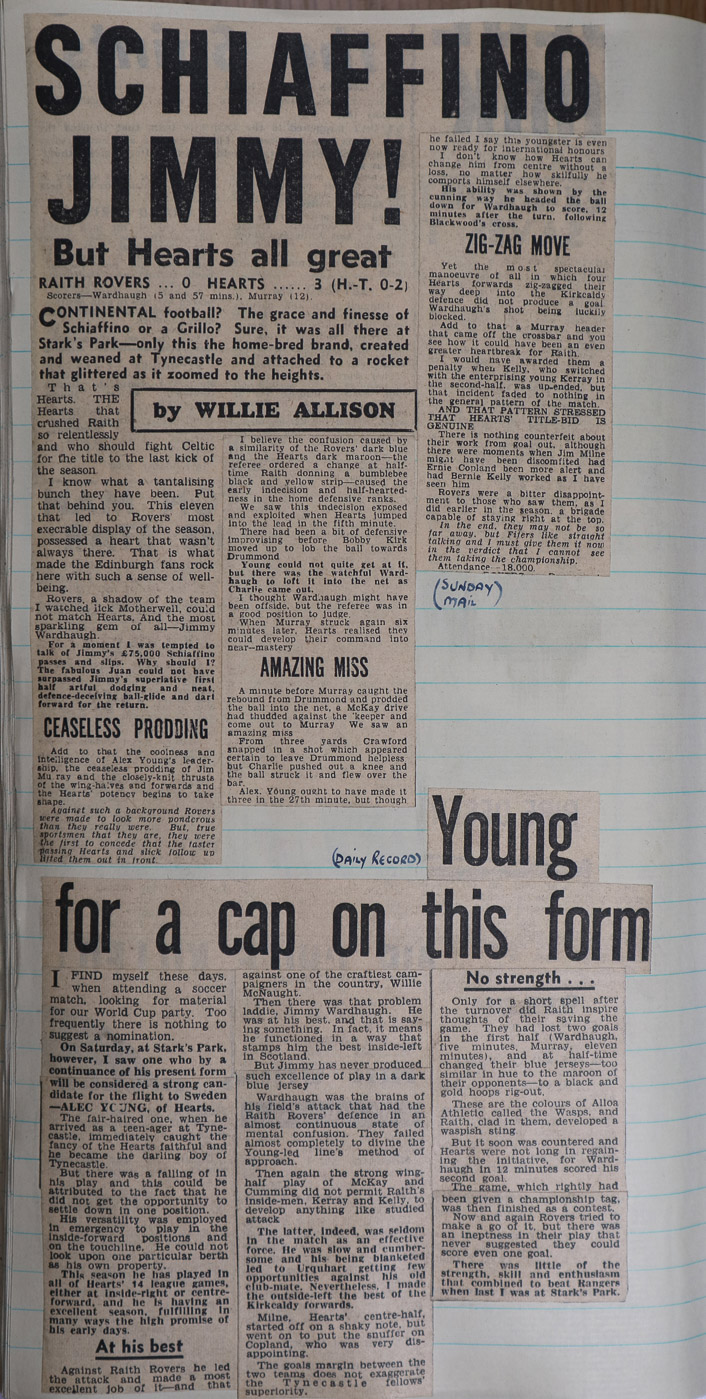 SCHIAFFINO
JIMMY!
But Hearts all great
RAITH ROVERS ... 0 HEARTS ...... 3 (H.-T. 0-2)
Scorers—Wardhaugh (5 and 57 mins.), Murray (12).
CONTINENTAL football? The grace and finesse of
Schiaffino or a Grillo? Sure, it was all there at
Stark's Park—only this the home-bred brand, created
and weaned at Tynecastle and attached to a rocket
that glittered as it zoomed to the heights.
by WILLIE ALLISON
That's
Hearts. THE
Hearts that
crushed Raith
so relentlessly
and who should fight Celtic
for the title to the last kick of
the season.
I know what a tantalising
bunch they have been. Put
that behind you. This eleven
that led to Rovers' most
execrable display of the season,
possessed a heart that wasn't
always there. That is what
made the Edinburgh fans rock
here with such a sense of well-
being.
Rovers, a shadow of the team
I watched lick Motherwell, could
not match Hearts. And the most
sparkling gem of all—Jimmy
Wardhaugh.
For a moment I was tempted to
talk of Jimmy's £75,000 Schiaffino
passes and slips. Why should I?
The fabulous Juan could not have
surpassed Jimmy's superlative first
half artful dodging and neat,
defence-deceiving ball-glide and dart
forward for the return.
CEASELESS PRODDING
Add to that the coolness and
intelligence of Alex Young's leader-
ship, the ceaseless prodding of Jim
Mu ray and the closely-knit thrusts
of the wing-halves and forwards and
the Hearts' potency begins to take
shape.
Against such a background Rovers
were made to look more ponderous
than they really were. But, true
sportsmen that they are, they were
the first to concede that the faster
passing Hearts and slick follow up
lifted them out in front.
I believe the confusion caused by
a similarity of the Rovers' dark blue
and the Hearts dark maroon—the
referee ordered a change at half-
time Raith donning a bumblebee
black and yellow strip—caused the
early indecision and half-hearted-
ness in the home defensive ranks.
We saw this indecision exposed
and exploited when Hearts jumped
into the lead in the fifth minute.
There had been a bit of defensive
improvising before Bobby Kirk
moved up to lob the ball towards
Drummond
Young could not quite get at it,
but there was the watchful Ward-
haugh to loft it into the net as
Charlie came out.
I thought Wardhaugh might have
been offside, but the referee was in
a good position to judge.
When Murray struck again six
minutes later, Hearts realised they
could develop their command into
near-mastery
AMAZING MISS
A minute before Murray caught the
rebound from Drummond and prodded
the ball into the net, a McKay drive
had thudded against the 'keeper and
come out to Murray We saw an
amazing miss
From three yards Crawford
snapped in a shot which appeared
certain to leave Drummond helpless
but Charlie pushed out a knee and
the ball struck it and flew over the
bar.
Alex. Young ought to have made it
three in the 27th minute, but though
he failed I say this youngster is even
now ready for international honours
I don't know how Hearts can
change him from centre without a
loss, no matter how skilfully he
comports himself elsewhere.
His ability was shown by the
cunning way he headed the ball
down for Wardhaugh to score, 12
minutes after the turn, following
Blackwood's cross.
ZIG-ZAG MOVE
Yet the most spectacular
manoeuvre of all in which four
Hearts forwards zig-zagged their
way deep into the Kirkcaldy
defence did not produce a goal.
Wardhaugh's shot being luckily
blocked.
Add to that a Murray header
that came off the crossbar and you
see how it could have been an even
greater heartbreak for Raith.
I would have awarded them a
penalty when Kelly, who switched
with the enterprising young Kerray in
the second-half, was up-ended, but
that incident faded to nothing in
the general pattern of the match.
AND THAT PATTERN STRESSED
THAT HEARTS' TITLE-BID IS
GENUINE
There is nothing counterfeit about
their work from goal out, although
there were moments when Jim Milne
might have been discomfited had
Ernie Copland been more alert and
had Bernie Kelly worked as I have
seen him
Rovers were a bitter disappoint-
ment to those who saw them, as I
did earlier in the season, a brigade
capable of staying right at the top.
In the end, they may not be so
far away, but Fifers like straight
talking and I must give them it now
in the verdict that I cannot see
them taking the championship.
Attendance—18,000.
(SUNDAY
MAIL)
(DAILY RECORD)
Young
for a cap on this form
I FIND myself these days,
when attending a soccer
match, looking for material
for our World Cup party. Too
frequently there is nothing to
suggest a nomination.
On Saturday, at Stark's Park,
however, I saw one who by a
continuance of his present form
will be considered a strong can-
didate for the flight to Sweden
—ALEC YOUNG, of Hearts.
The fair-haired one, when he
arrived as a teen-ager at Tyne-
castle, immediately caught the
fancy of the Hearts faithful and
he became the darling boy of
Tynecastle.
But there was a falling of in
his play and this could be
attributed to the fact that he
did not get the opportunity to
settle down in one position.
His versatility was employed
in emergency to play in the
inside-forward positions and
on the touchline. He could not
look upon one particular berth
as his own property.
This season he has played in
all of Hearts' 14 league games,
either at inside-right or centre-
forward, and he is having an
excellent season, fulfilling in
many ways the high promise of
his early days.
At his best
Against Raith Rovers he led
the attack and made a most
excellent job of it—and that
against one of the craftiest cam-
paigners in the country, Willie
McNaught.
Then there was that problem
laddie, Jimmy Wardhaugh. He
was at his best, and that is say-
ing something. In fact, it means
he functioned in a way that
stamps him the best inside-left
in Scotland.
But Jimmy has never produced
such excellence of play in a dark
blue jersey
Wardhaugh was the brains of
his field's attack that had the
Raith Rovers' defence in an
almost continuous state of
mental confusion. They failed
almost completely to divine the
Young-led line's method of
approach.
Then again the strong wing-
half play of McKay and
Cumming did not permit Raith's
inside-men, Kerray and Kelly, to
develop anything like studied
attack
The latter, indeed, was seldom
in the match as an effective
force. He was slow and cumber-
some and his being blanketed
led to Urquhart getting few
opportunities against his old
club-mate. Nevertheless, I made
the outside-left the best of the
Kirkcaldy forwards.
Milne, Hearts' centre-half,
started off on a shaky note, but
went on to put the snuffer on
Copland, who was very dis-
appointing.
The goals margin between the
two teams does not exaggerate
the Tynecastle fellows'
superiority.
No strength . . .
Only for a short spell after
the turnover did Raith inspire
thoughts of their saving the
game. They had lost two goals
in the first half (Wardhaugh,
five minutes, Murray, eleven
minutes), and at half-time
changed their blue jerseys—too
similar in hue to the maroon of
their opponents—to a black and
gold hoops rig-out.
These are the colours of Alloa
Athletic called the Wasps, and
Raith, clad in them, developed a
waspish sting
But it soon was countered and
Hearts were not long in regain-
ing the initiative, for Ward-
haugh in 12 minutes scored his
second goal.
The game, which rightly had
been given a championship tag,
was then finished as a contest.
Now and again Rovers tried to
make a go of it, but there was
an ineptness in their play that
never suggested they could
score even one goal.
There was little of the
strength, skill and enthusiasm
that combined to beat Rangers
when last I was at Stark's Park.